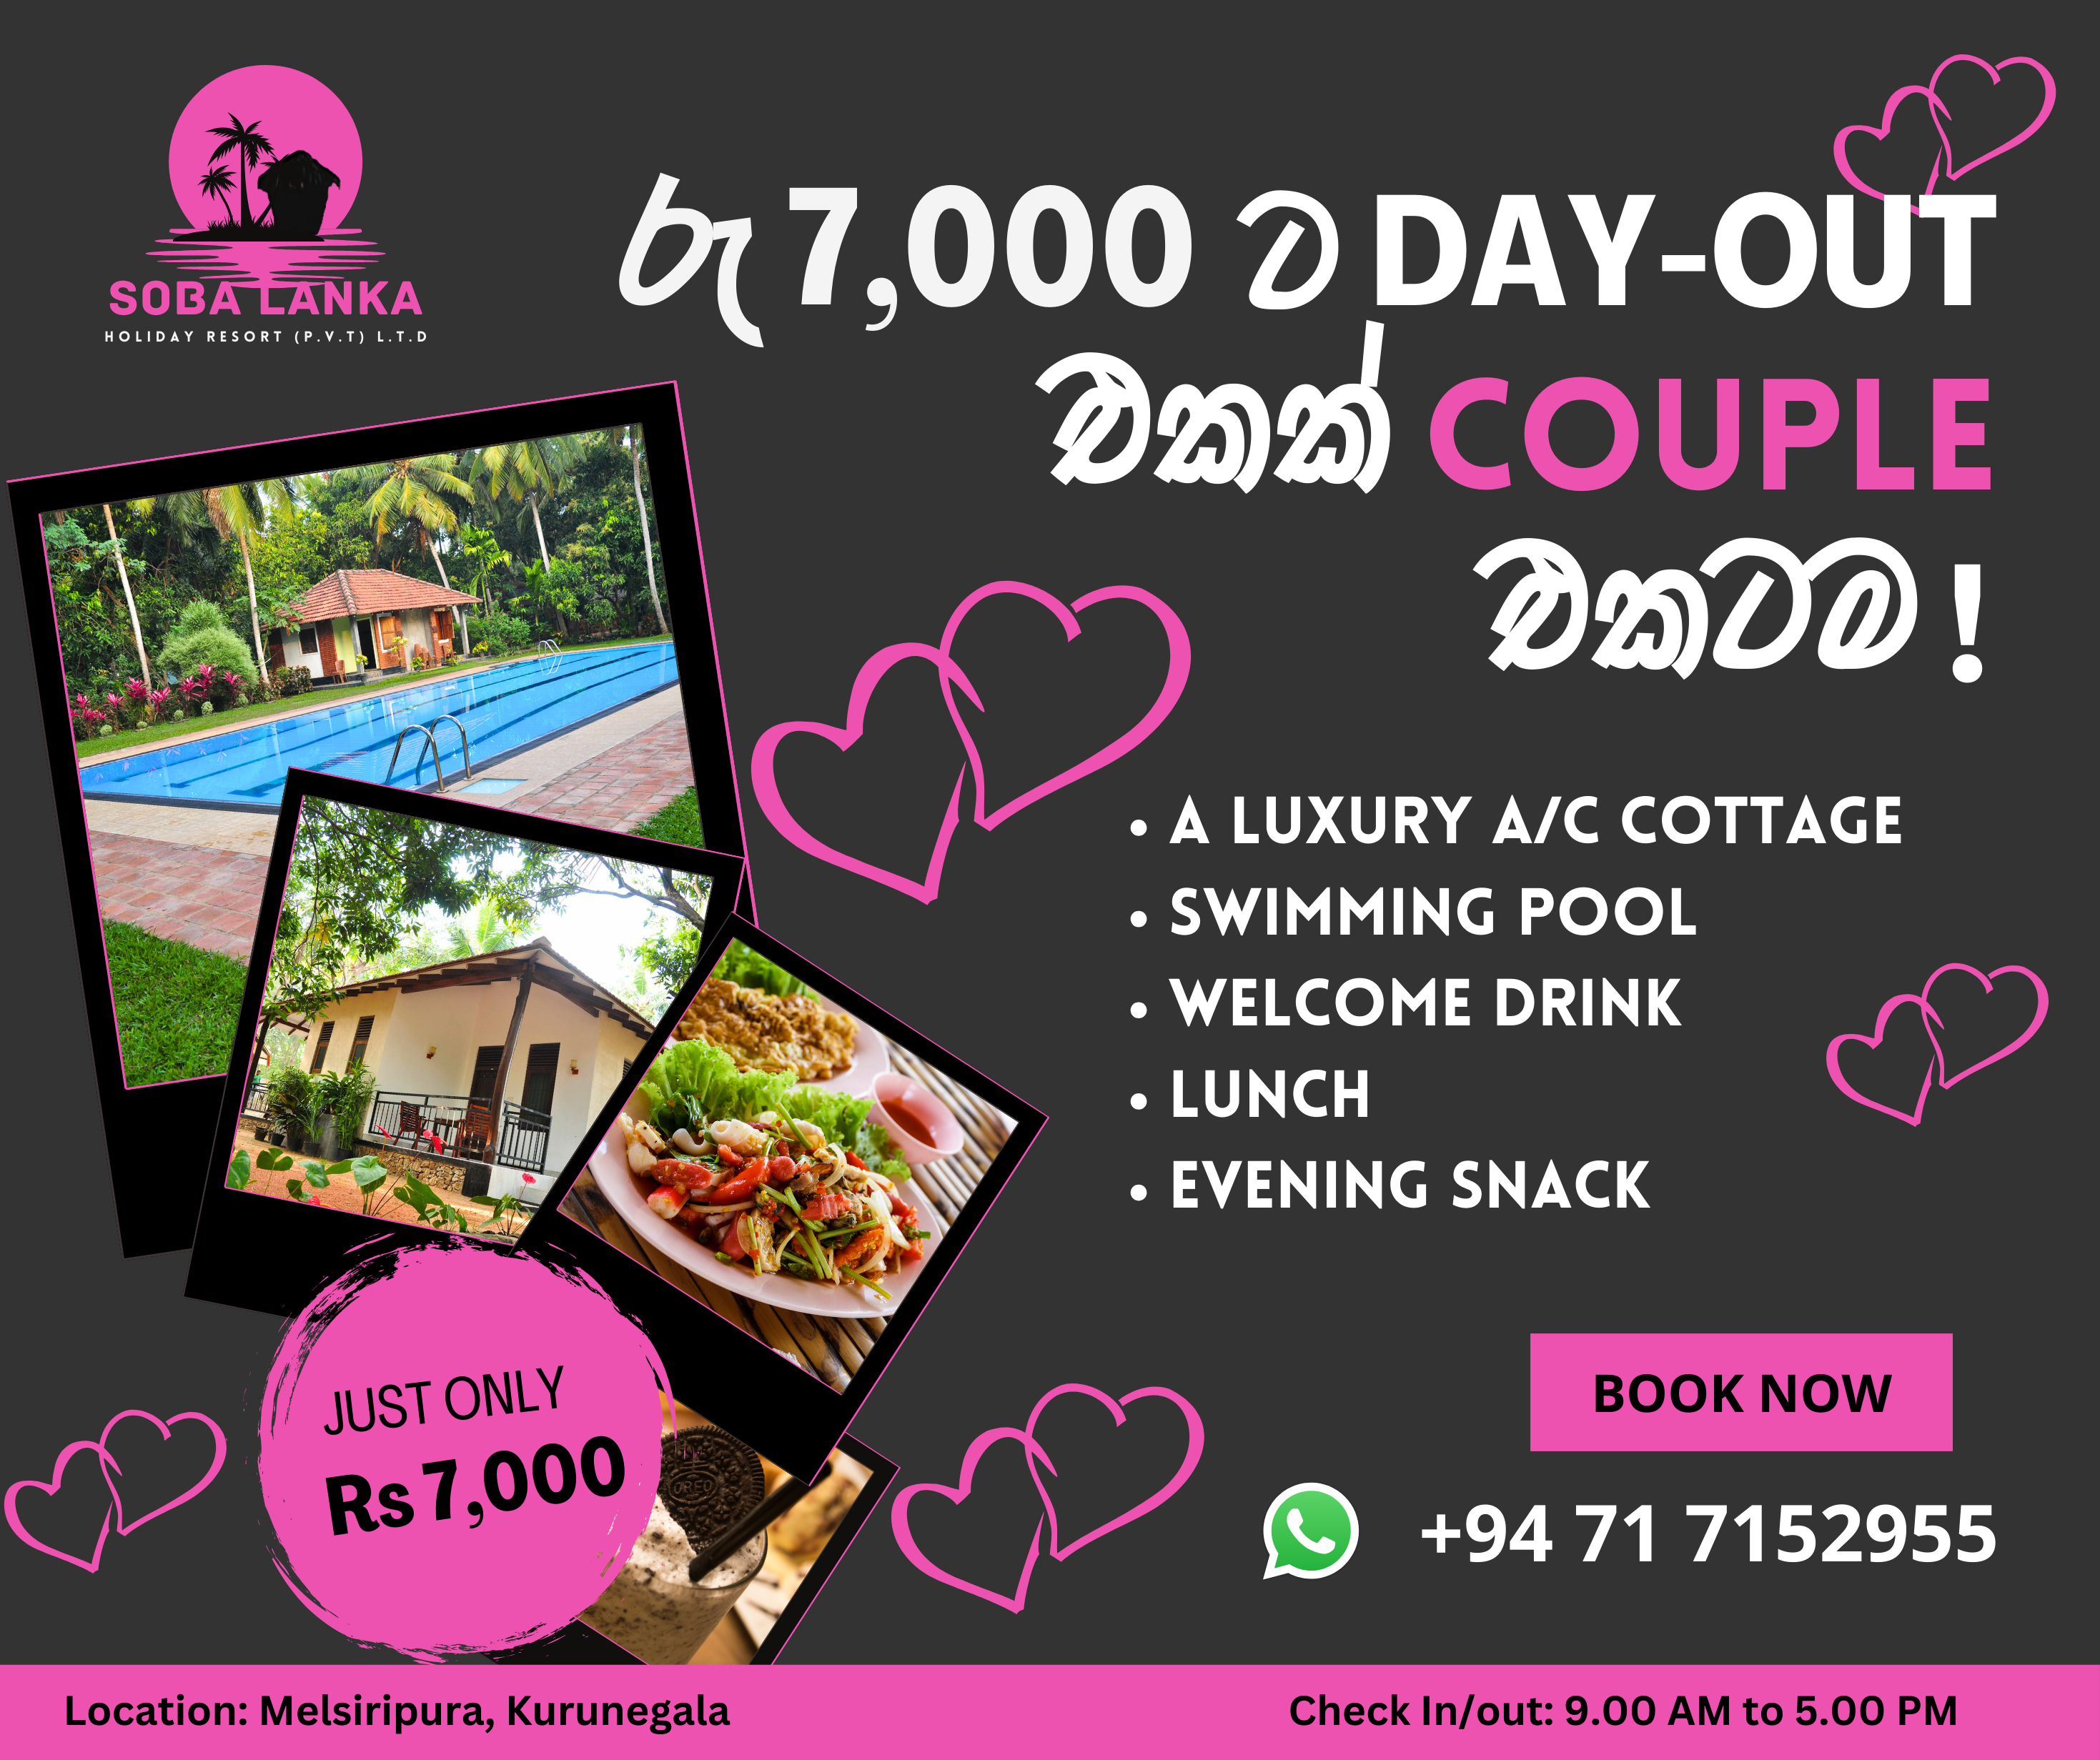 SOBA LANKA
HOLIDAY RESORT (P.V.T) L.T.D
රු 7,000 ට DAY-OUT
එකක් COUPLE
එකටම !
• A LUXURY A/C COTTAGE
• SWIMMING POOL
• WELCOME DRINK
• LUNCH
• EVENING SNACK
JUST ONLY
Rs 7,000
OREO
BOOK NOW
+94 71 7152955
Location: Melsiripura, Kurunegala
Check In/out: 9.00 AM to 5.00 PM